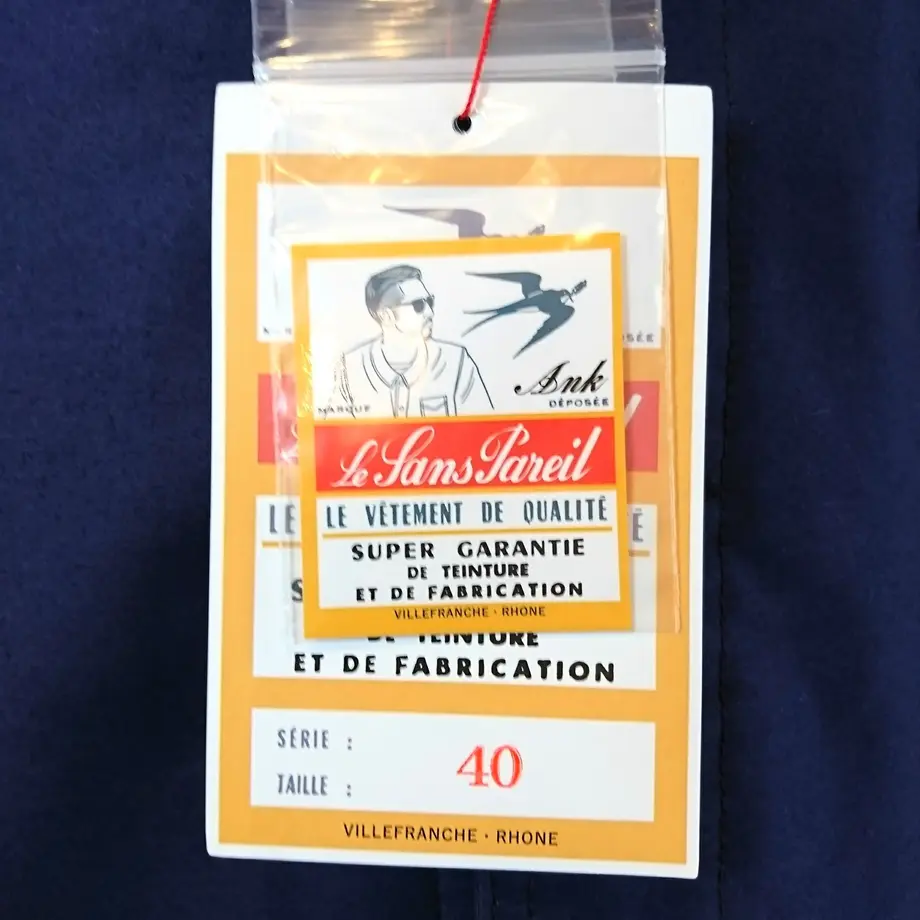 Ank
MARQUE DÉPOSÉE
Le Sans Pareil
LE VÊTEMENT DE QUALITÉ
SUPER GARANTIE
DE TEINTURE
ET DE FABRICATION
VILLEFRANCHE · RHONE
LE É
S
DE TEINTURE
ET DE FABRICATION
SÉRIE :
40
TAILLE :
VILLEFRANCHE · RHONE